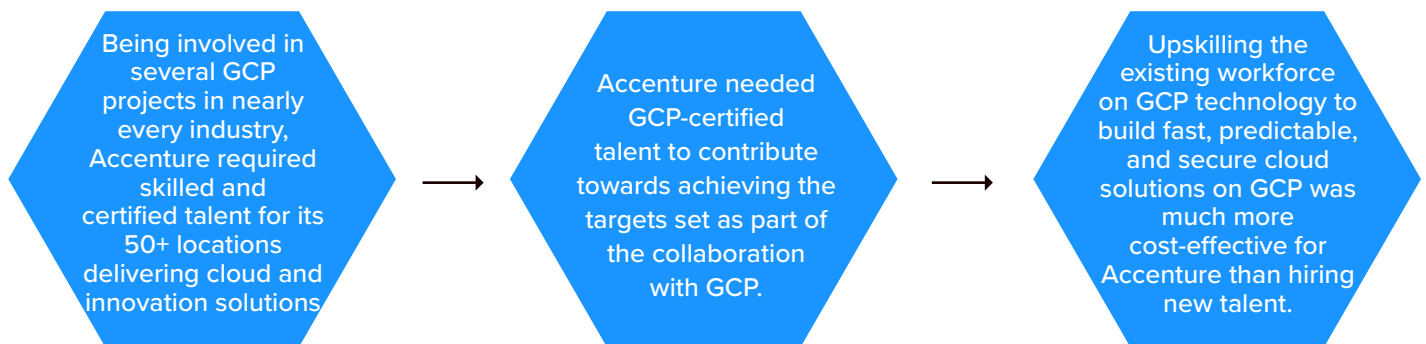 Being involved in
several GCP
projects in nearly
every industry,
Accenture required
skilled and
certified talent for its
50+ locations
delivering cloud and
innovation solutions
Accenture needed
GCP-certified
talent to contribute
towards achieving the
targets set as part of
the collaboration
with GCP.
Upskilling the
existing workforce
on GCP technology to
build fast, predictable,
and secure cloud
solutions on GCP was
much more
cost-effective for
Accenture than hiring
new talent.